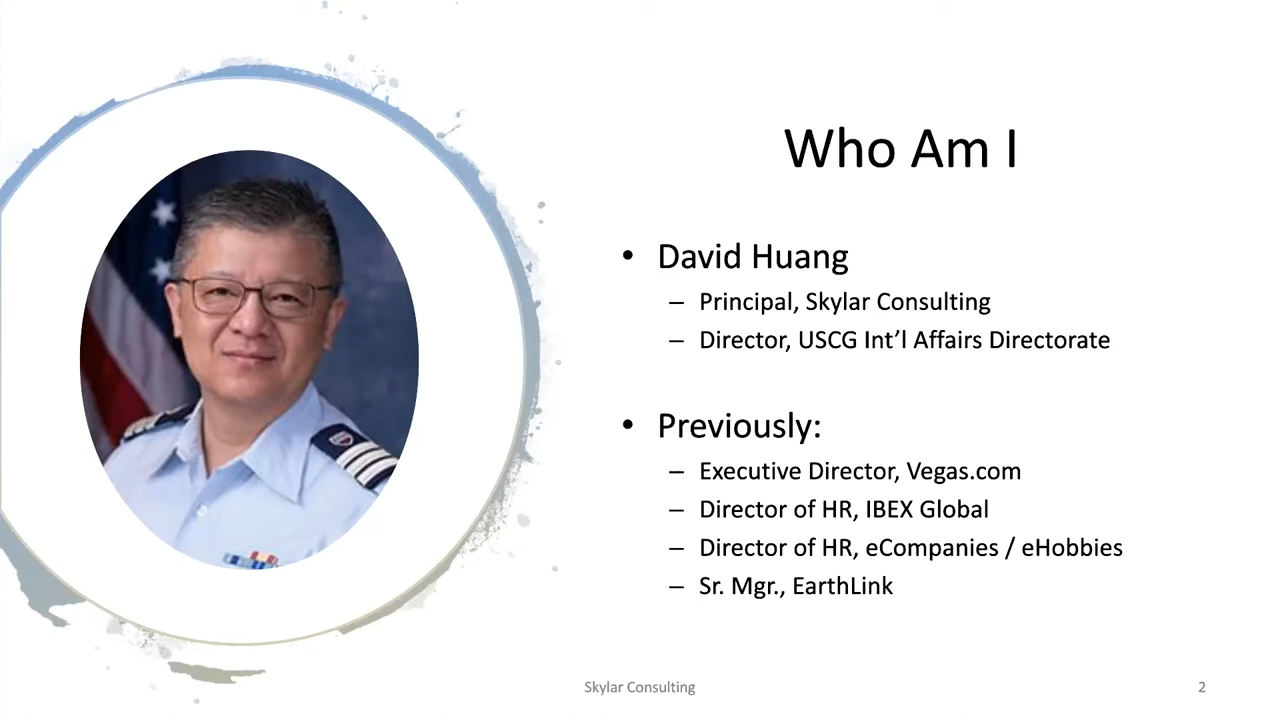 Who Am I
• David Huang
– Principal, Skylar Consulting
– Director, USCG Int’l Affairs Directorate
• Previously:
– Executive Director, Vegas.com
– Director of HR, IBEX Global
– Director of HR, eCompanies / eHobbies
– Sr. Mgr., EarthLink
Skylar Consulting
2